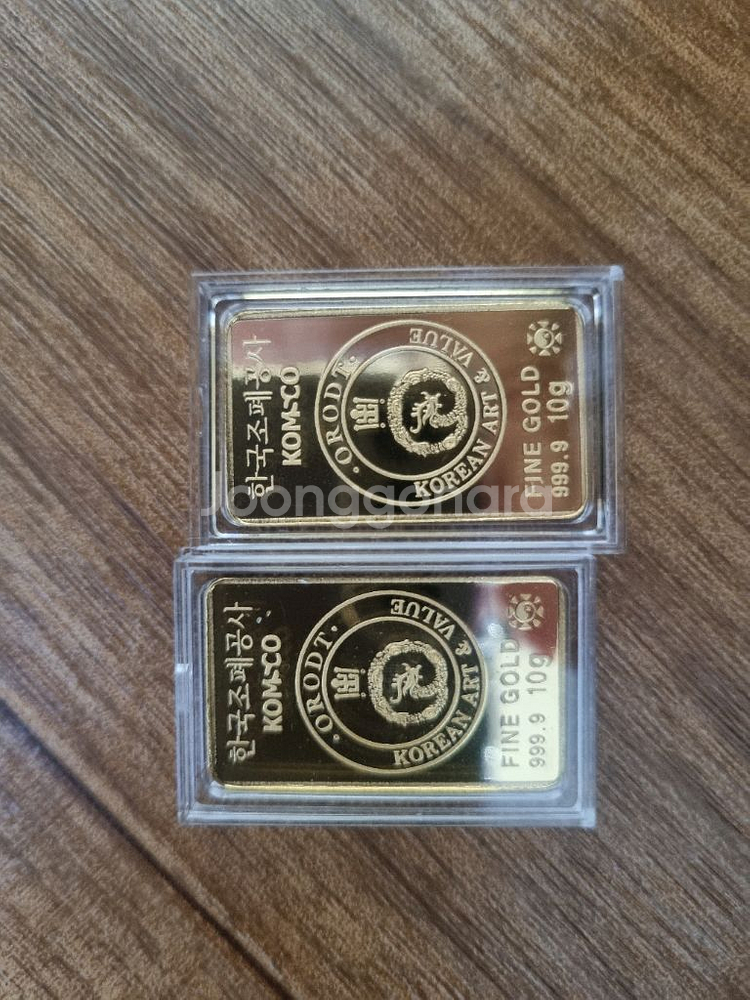 한국조폐공사
KOMSCO
· ORODT ·
KOREAN ART & VALUE
FINE GOLD
999.9 10g
한국조폐공사
KOMSCO
· ORODT ·
KOREAN ART & VALUE
FINE GOLD
999.9 10g
Joonggonara